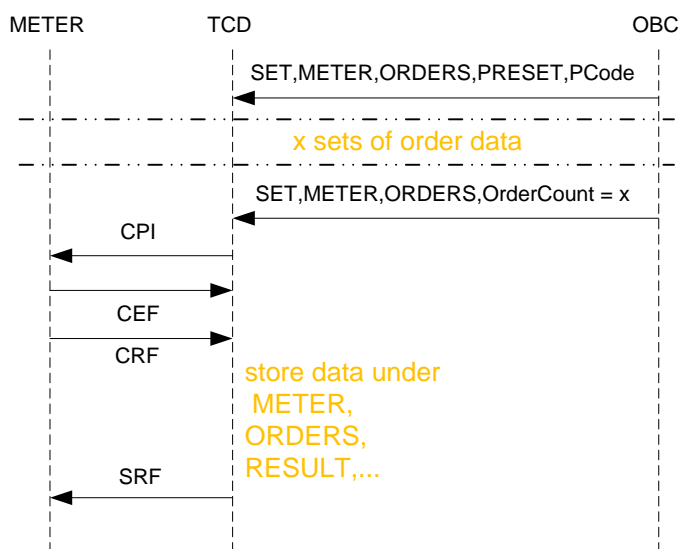 METER TCD OBC
SET,METER,ORDERS,PRESET,PCode
x sets of order data
SET,METER,ORDERS,OrderCount = x
CPI
CEF
CRF
store data under
METER,
ORDERS,
RESULT,...
SRF